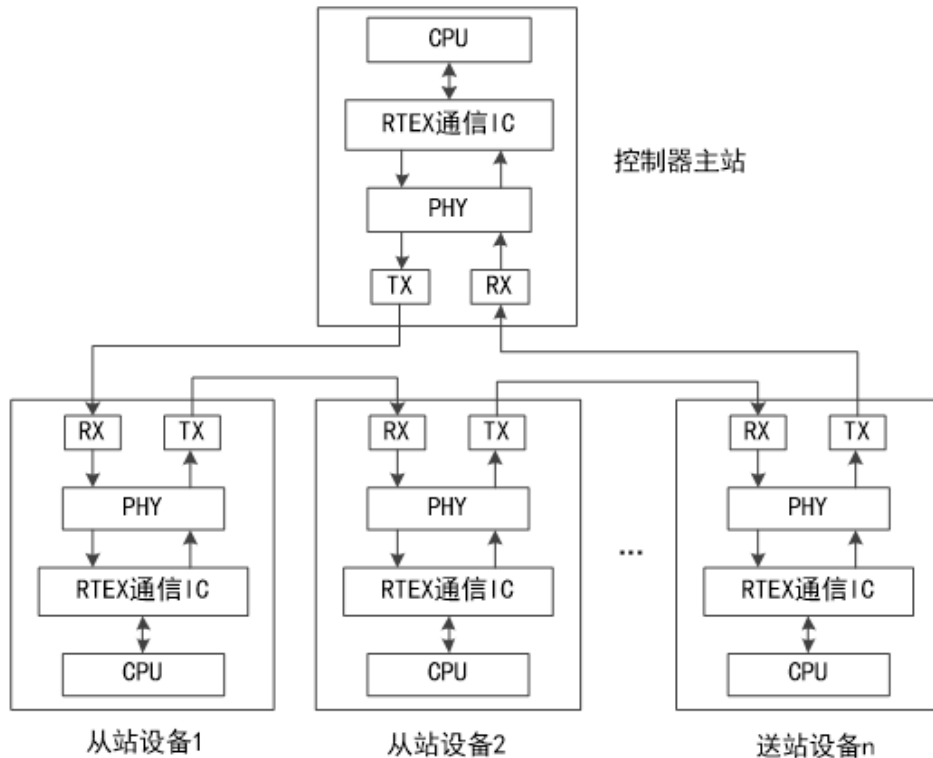 CPU
RTEX通信IC
控制器主站
PHY
TX RX
RX TX RX TX RX TX
PHY PHY PHY
...
RTEX通信IC RTEX通信IC RTEX通信IC
CPU CPU CPU
从站设备1 从站设备2 送站设备n